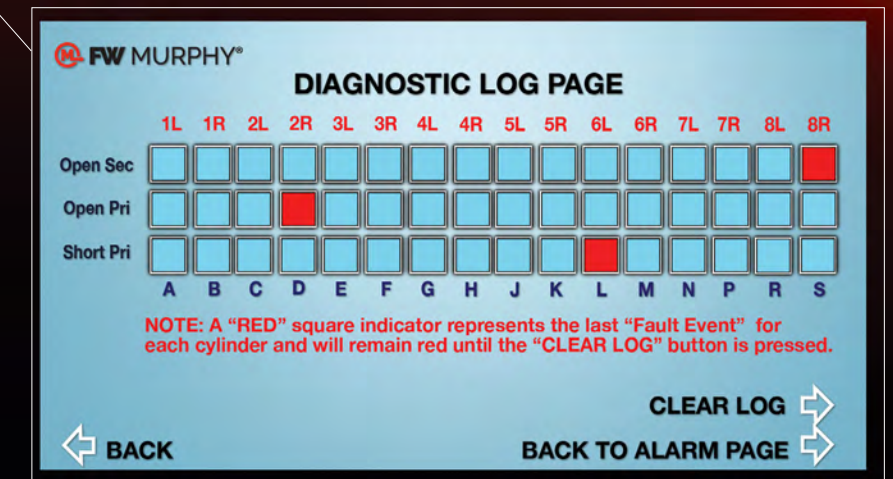 FW MURPHY®
DIAGNOSTIC LOG PAGE
1L 1R 2L 2R 3L 3R 4L 4R 5L 5R 6L 6R 7L 7R 8L 8R
Open Sec
Open Pri
Short Pri
A B C D E F G H J K L M N P R S
NOTE: A “RED” square indicator represents the last “Fault Event” for
each cylinder and will remain red until the “CLEAR LOG” button is pressed.
CLEAR LOG
BACK
BACK TO ALARM PAGE